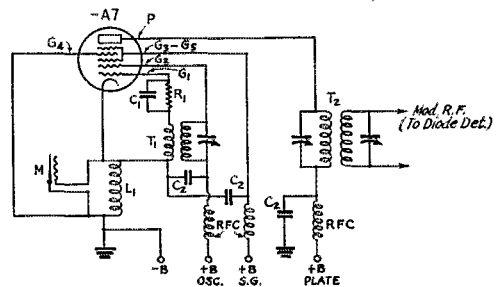 -A7
P
G4
G3-G5
G2
G1
C1
R1
T1
T2
Mod. R.F.
(To Diode Det.)
M
L1
C2
C2
C2
RFC
RFC
-B
+B
OSC.
+B
S.G.
+B
PLATE